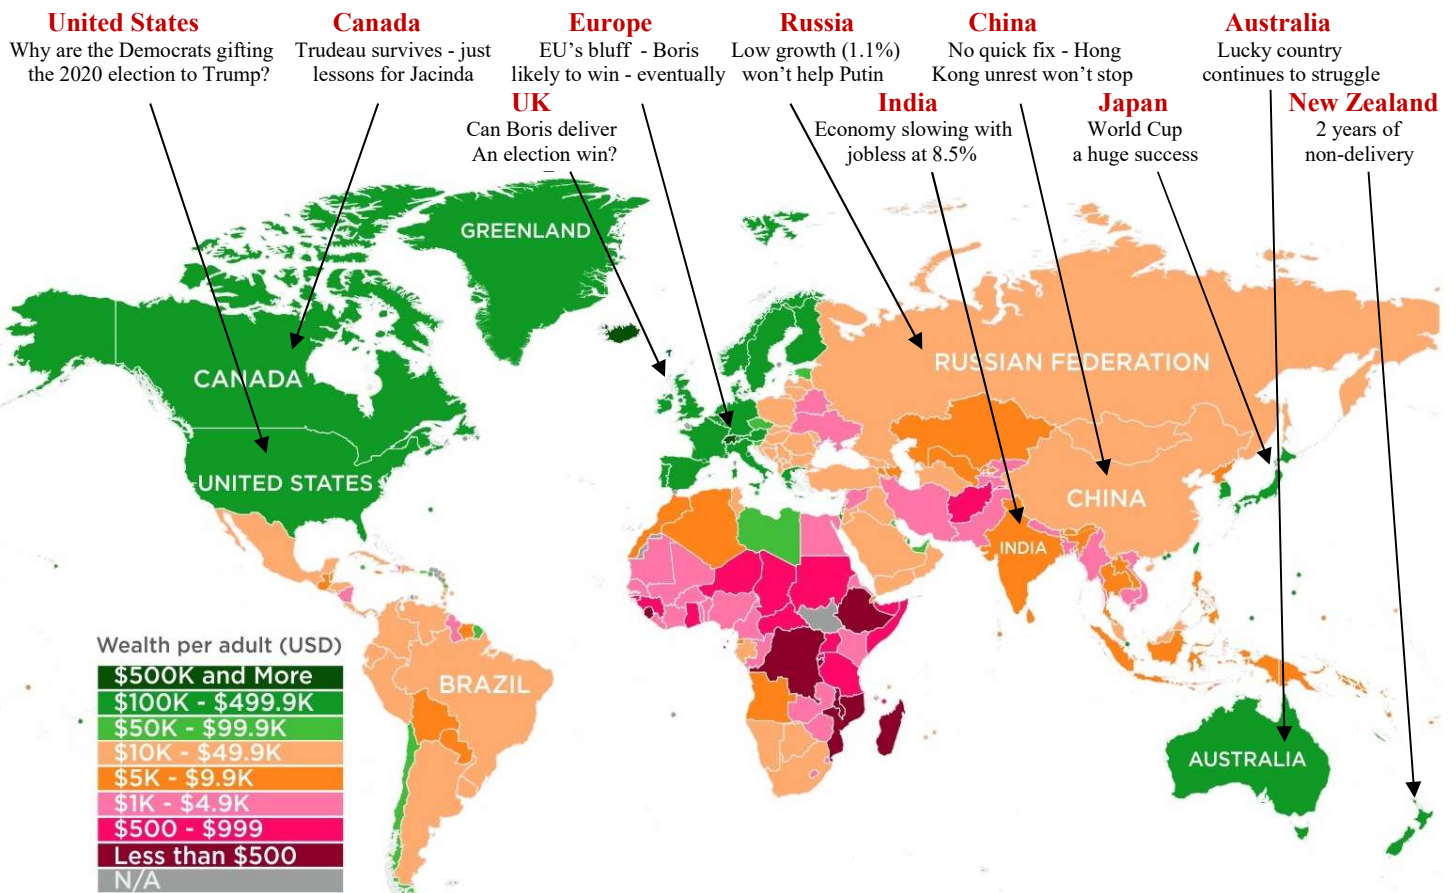 United States
Why are the Democrats gifting
the 2020 election to Trump?
Canada
Trudeau survives - just
lessons for Jacinda
Europe
EU's bluff - Boris
likely to win - eventually
Russia
Low growth (1.1%)
won't help Putin
China
No quick fix - Hong
Kong unrest won't stop
Australia
Lucky country
continues to struggle
UK
Can Boris deliver
An election win?
India
Economy slowing with
jobless at 8.5%
Japan
World Cup
a huge success
New Zealand
2 years of
non-delivery
GREENLAND
CANADA
RUSSIAN FEDERATION
UNITED STATES
CHINA
INDIA
BRAZIL
AUSTRALIA
Wealth per adult (USD)
$500K and More
$100K - $499.9K
$50K - $99.9K
$10K - $49.9K
$5K - $9.9K
$1K - $4.9K
$500 - $999
Less than $500
N/A